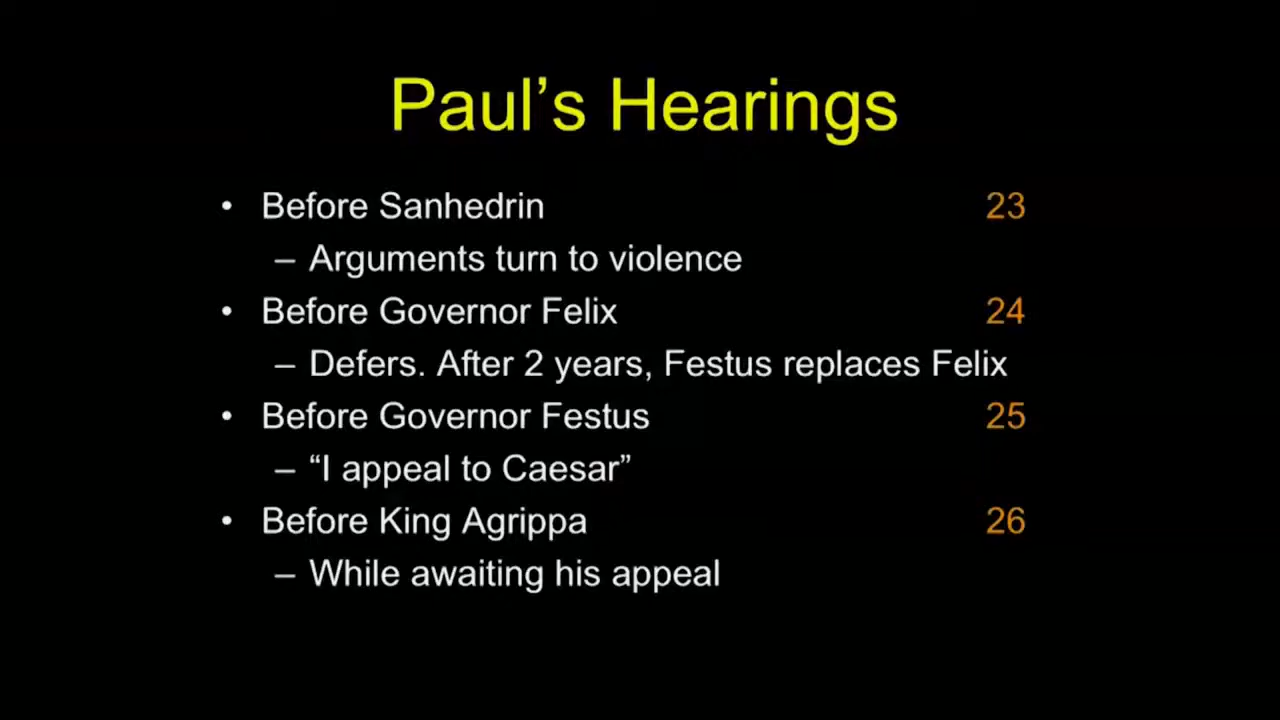 Paul’s Hearings
• Before Sanhedrin 23
– Arguments turn to violence
• Before Governor Felix 24
– Defers. After 2 years, Festus replaces Felix
• Before Governor Festus 25
– “I appeal to Caesar”
• Before King Agrippa 26
– While awaiting his appeal